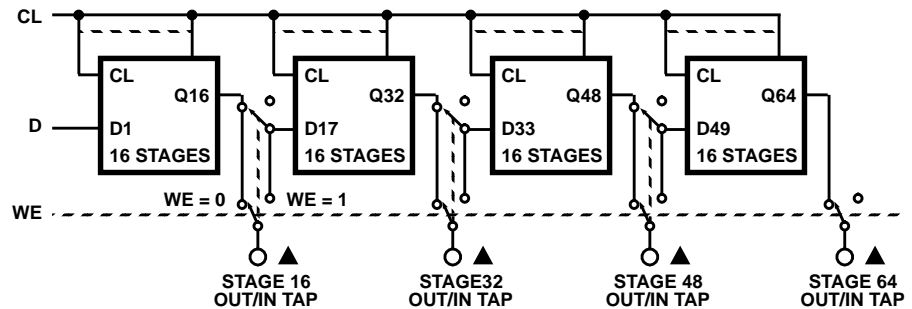 CL
CL
CL
CL
CL
Q16
Q32
Q48
Q64
D
D1
D17
D33
D49
16 STAGES
16 STAGES
16 STAGES
16 STAGES
WE = 0
WE = 1
WE
STAGE 16
OUT/IN TAP
STAGE32
OUT/IN TAP
STAGE 48
OUT/IN TAP
STAGE 64
OUT/IN TAP